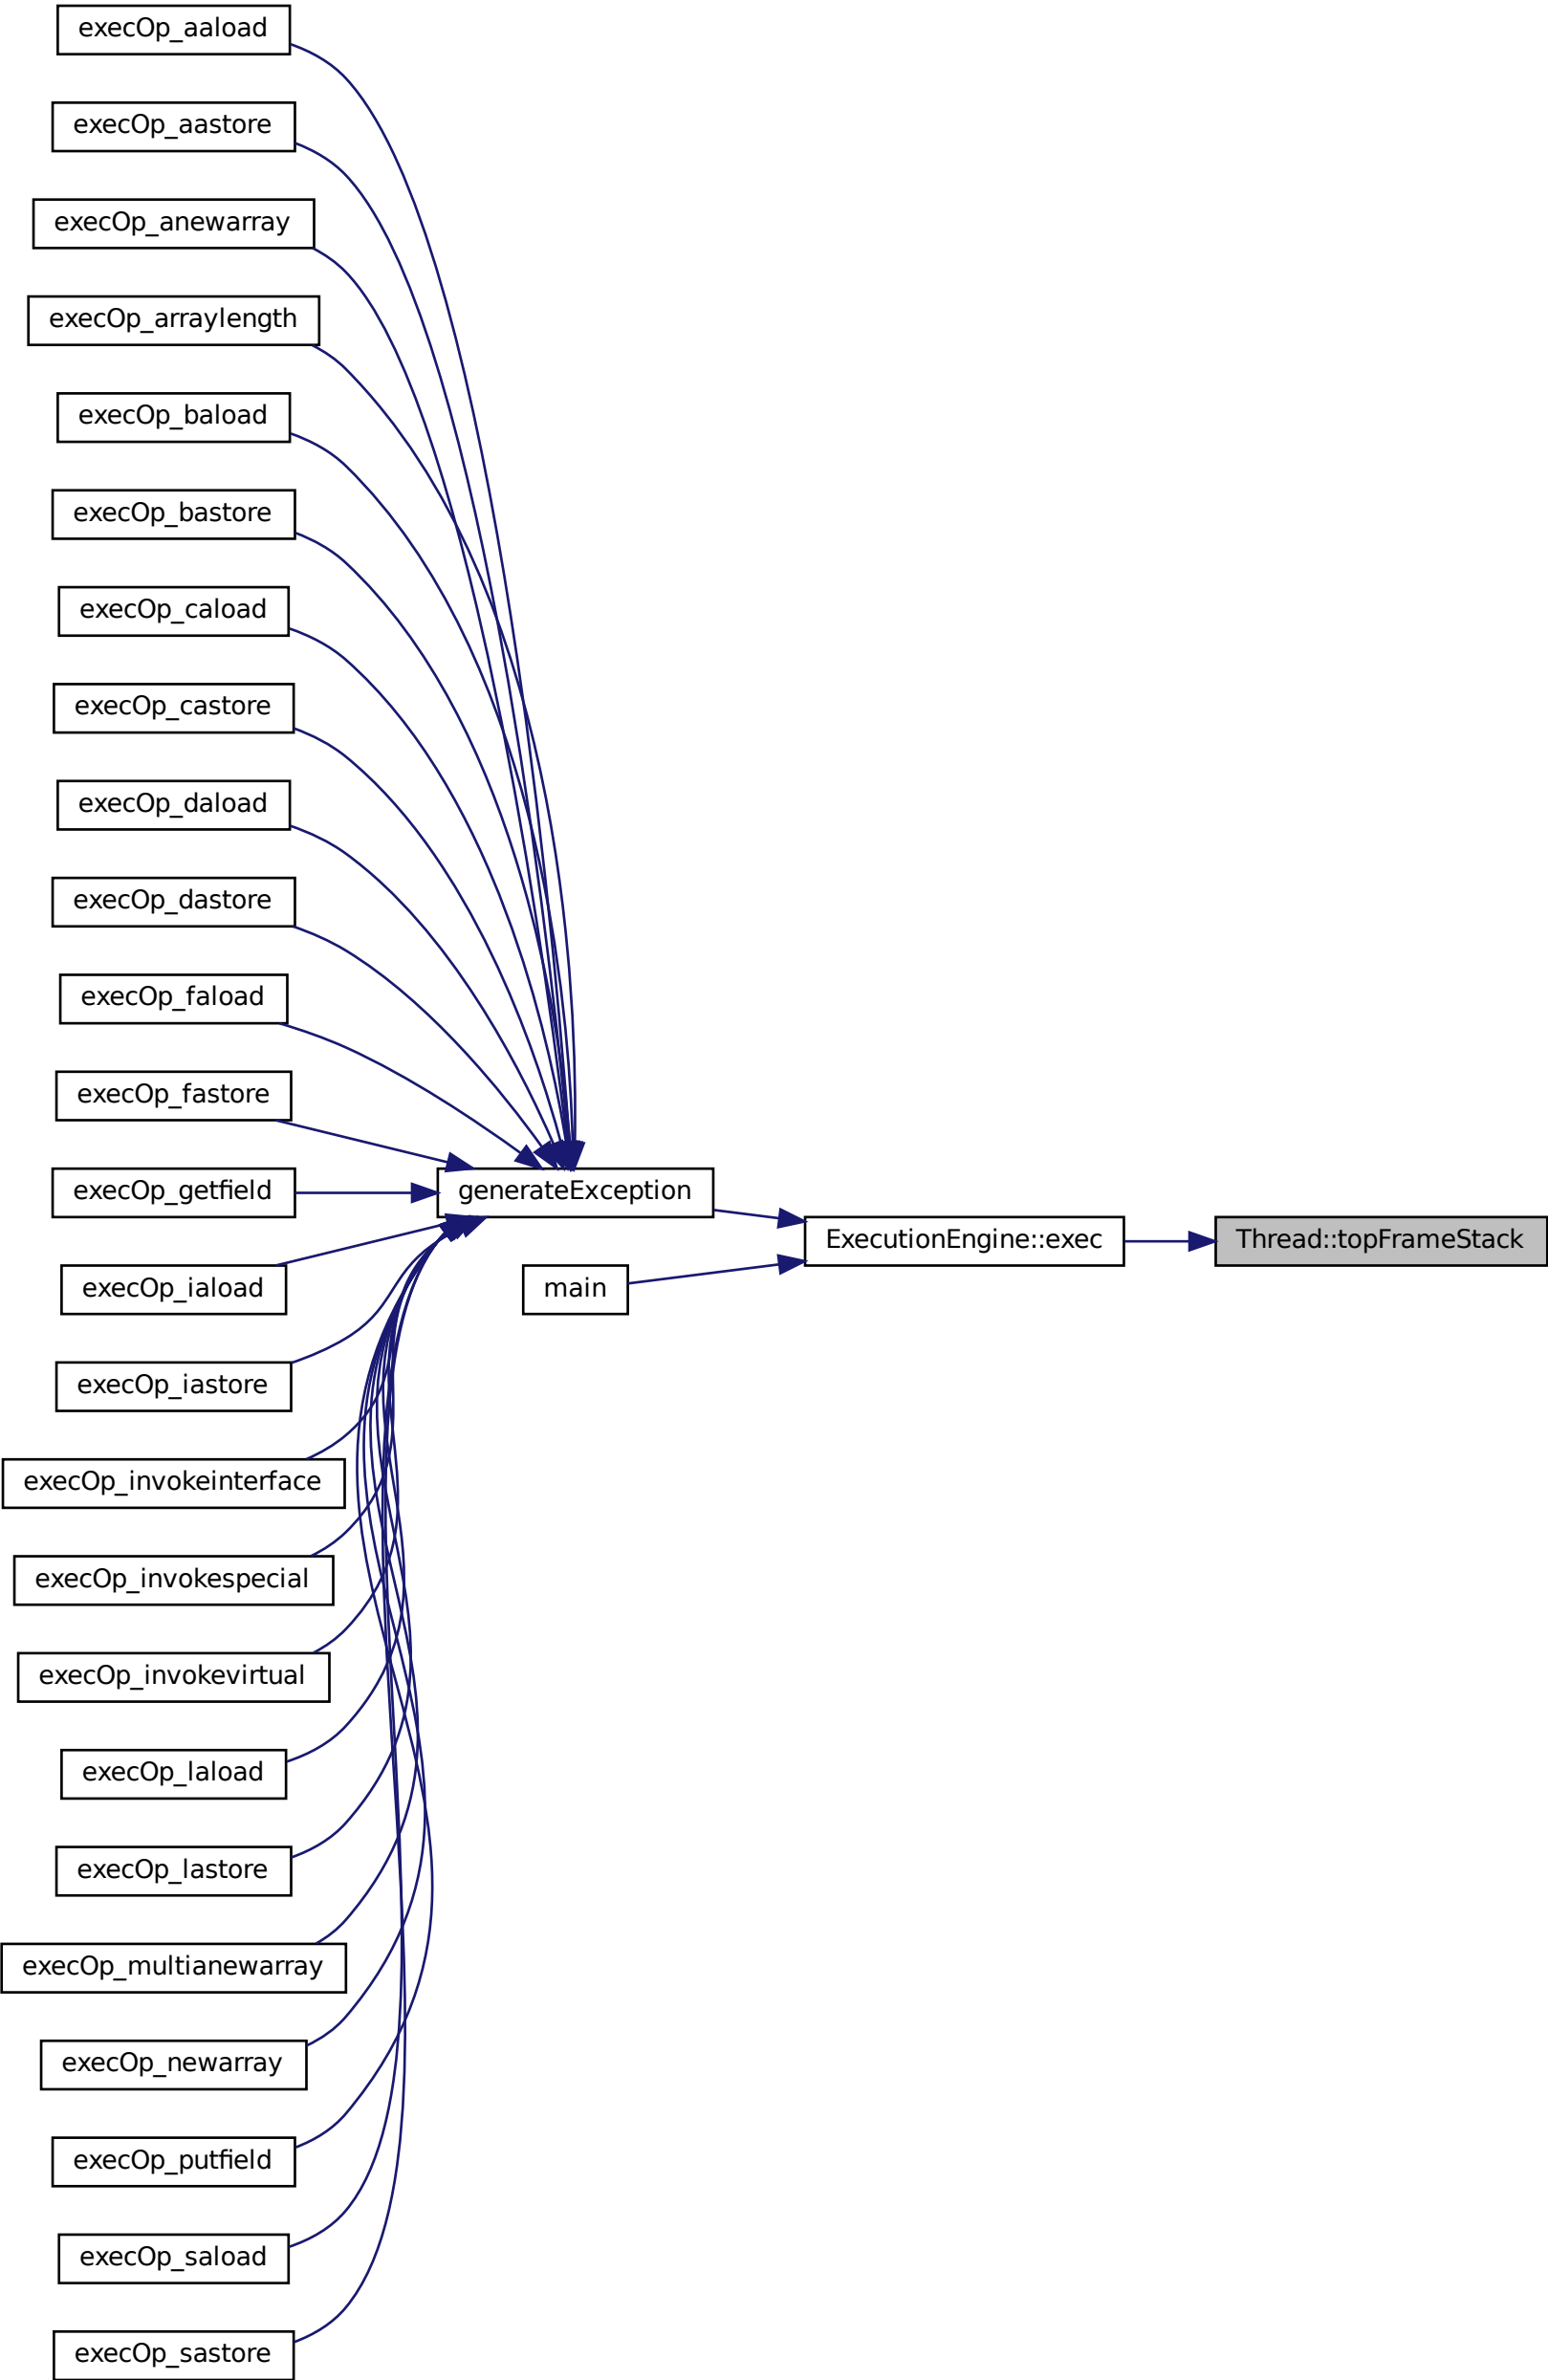 execOp_aaload
execOp_aastore
execOp_anewarray
execOp_arraylength
execOp_baload
execOp_bastore
execOp_caload
execOp_castore
execOp_daload
execOp_dastore
execOp_faload
execOp_fastore
execOp_getfield
generateException
ExecutionEngine::exec
Thread::topFrameStack
execOp_iaload
main
execOp_iastore
execOp_invokeinterface
execOp_invokespecial
execOp_invokevirtual
execOp_laload
execOp_lastore
execOp_multianewarray
execOp_newarray
execOp_putfield
execOp_saload
execOp_sastore